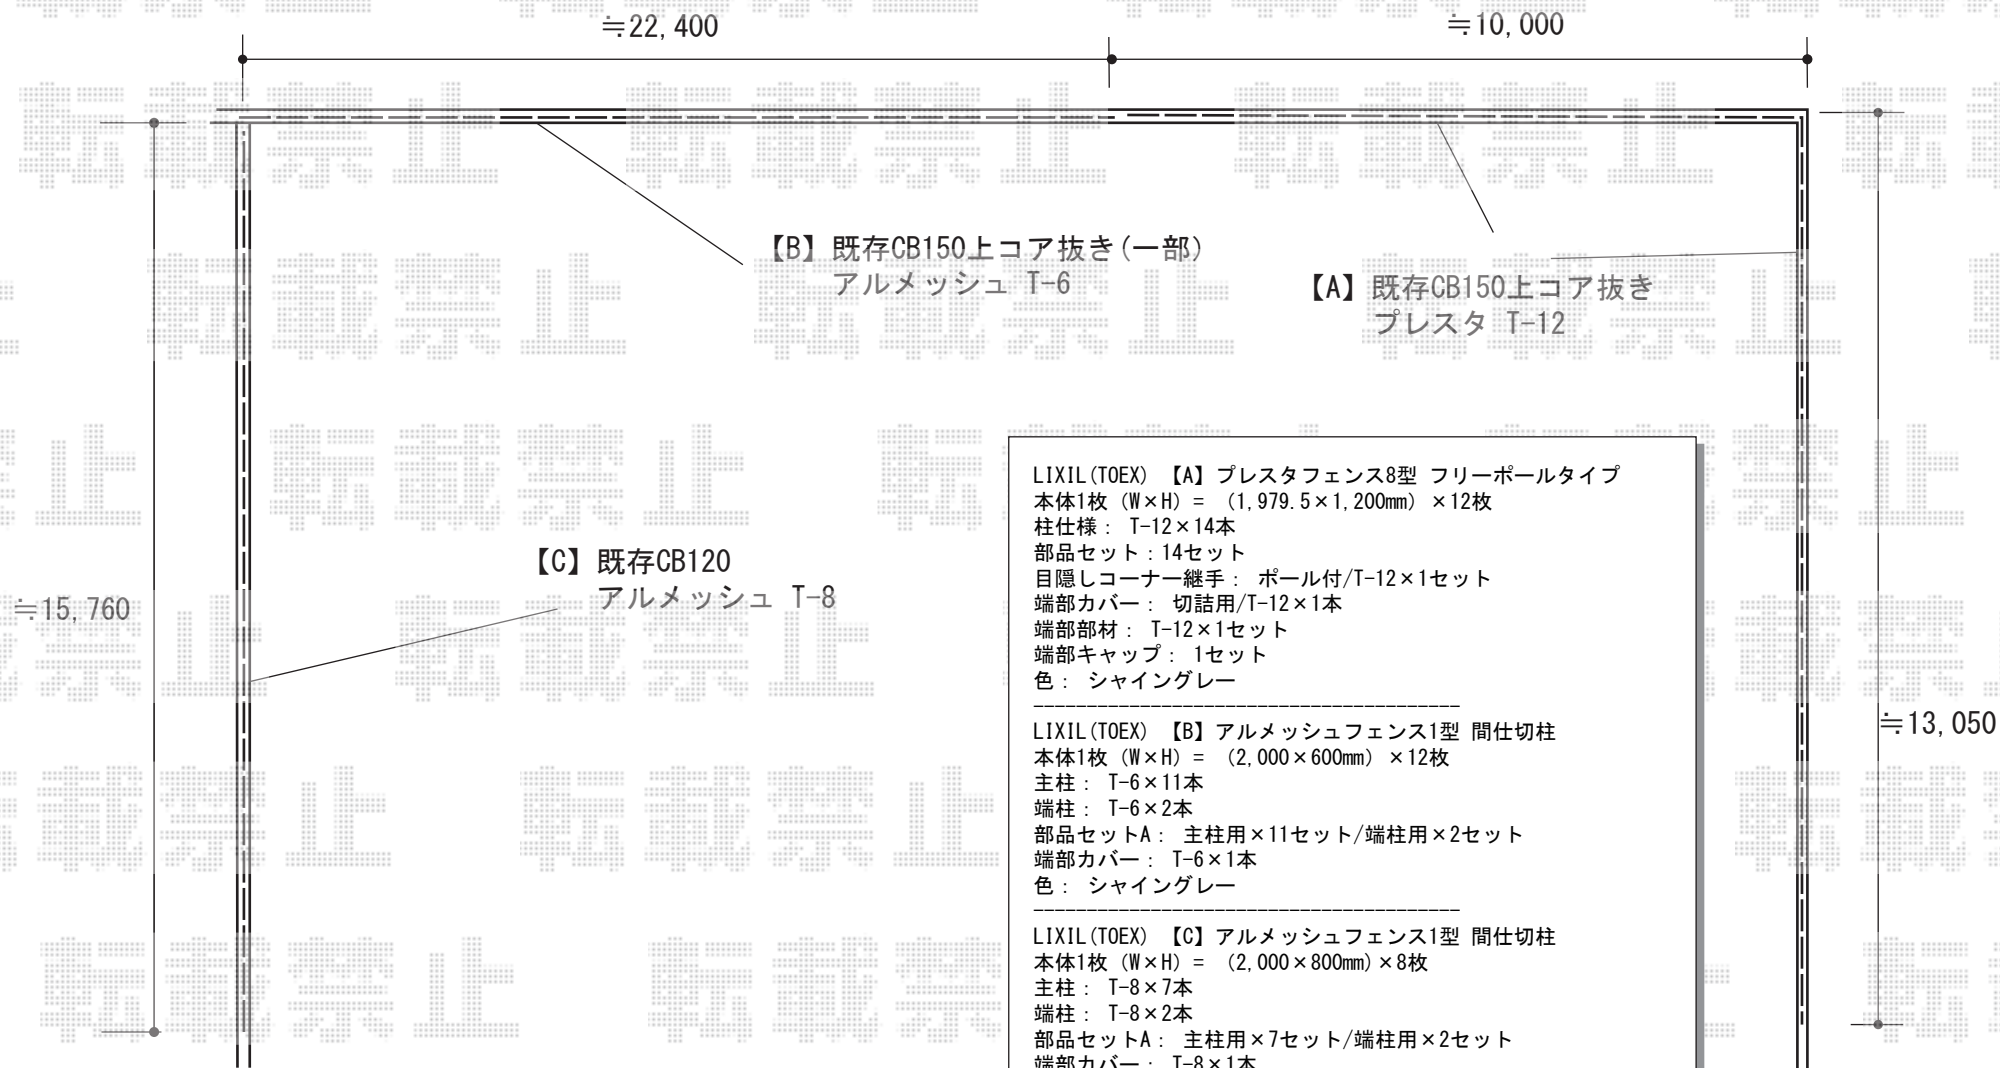 ≒22,400
≒10,000
【B】既存CB150上コア抜き(一部)
アルメッシュ T-6
【A】既存CB150上コア抜き
プレスタ T-12
【C】既存CB120
アルメッシュ T-8
≒15,760
≒13,050
LIXIL(TOEX) 【A】プレスタフェンス8型 フリーポールタイプ
本体1枚 (W×H) = (1,979.5×1,200mm) ×12枚
柱仕様: T-12×14本
部品セット:14セット
目隠しコーナー継手: ポール付/T-12×1セット
端部カバー: 切詰用/T-12×1本
端部部材: T-12×1セット
端部キャップ: 1セット
色: シャイングレー
----------------------------------------
LIXIL(TOEX) 【B】アルメッシュフェンス1型 間仕切柱
本体1枚 (W×H) = (2,000×600mm) ×12枚
主柱: T-6×11本
端柱: T-6×2本
部品セットA: 主柱用×11セット/端柱用×2セット
端部カバー: T-6×1本
色: シャイングレー
----------------------------------------
LIXIL(TOEX) 【C】アルメッシュフェンス1型 間仕切柱
本体1枚 (W×H) = (2,000×800mm)×8枚
主柱: T-8×7本
端柱: T-8×2本
部品セットA: 主柱用×7セット/端柱用×2セット
端部カバー: T-8×1本
転載禁止